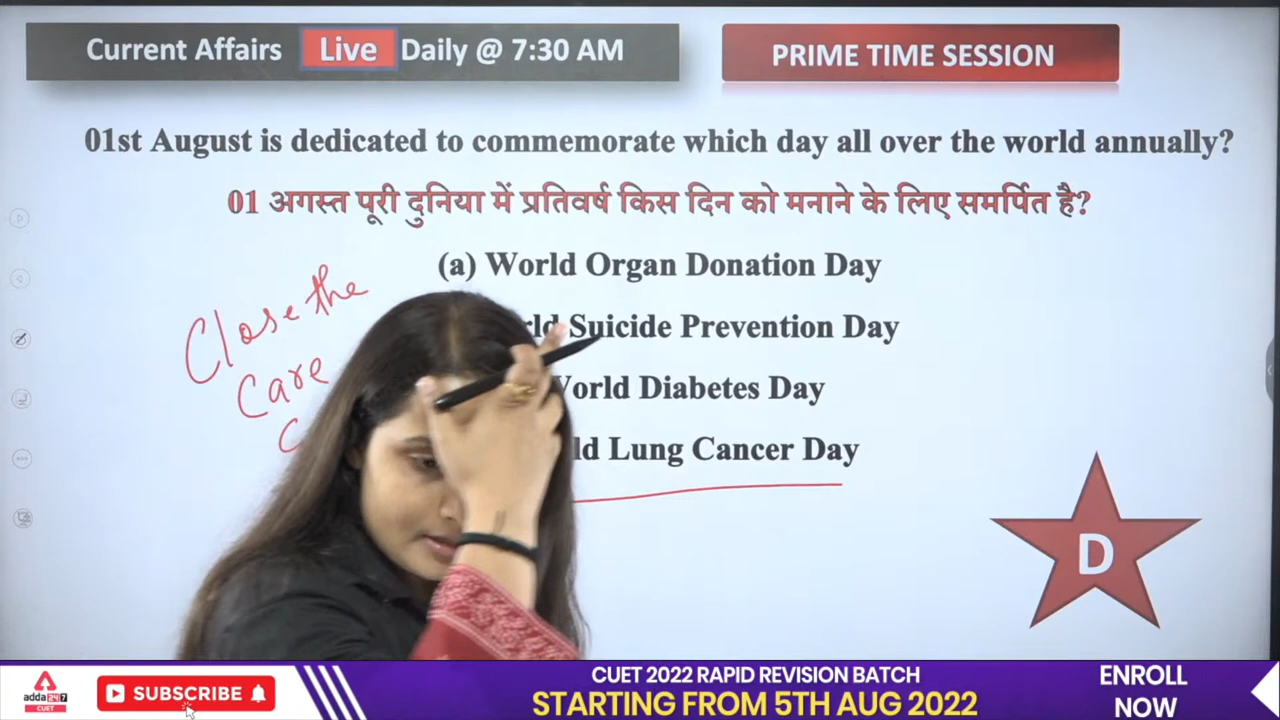 Current Affairs Live Daily @ 7:30 AM
PRIME TIME SESSION
01st August is dedicated to commemorate which day all over the world annually?
01 अगस्त पूरी दुनिया में प्रतिवर्ष किस दिन को मनाने के लिए समर्पित है?
(a) World Organ Donation Day
Suicide Prevention Day
World Diabetes Day
Lung Cancer Day
Close the
Care
D
adda247
CUET
SUBSCRIBE
CUET 2022 RAPID REVISION BATCH
STARTING FROM 5TH AUG 2022
ENROLL
NOW